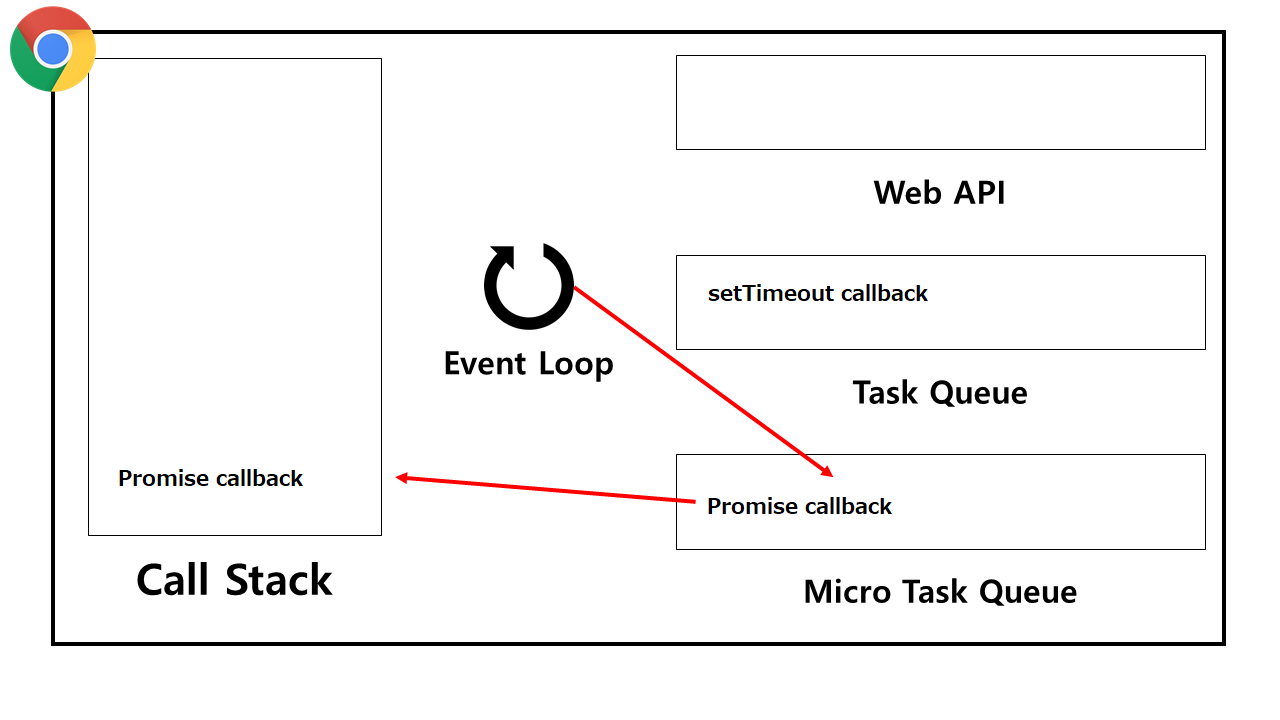 Web API
setTimeout callback
Event Loop
Task Queue
Promise callback
Promise callback
Call Stack
Micro Task Queue